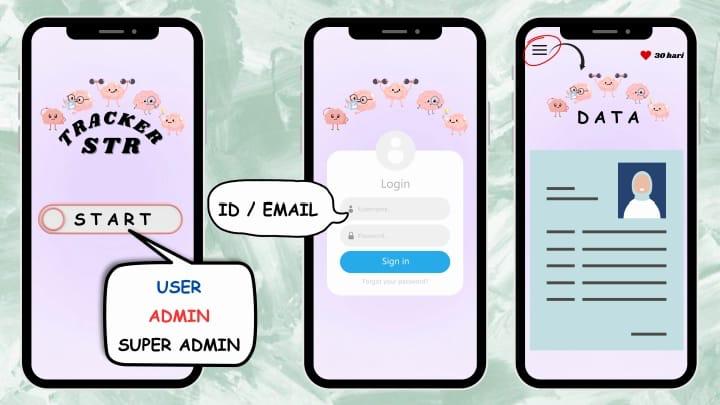 TRACKER
STR
START
USER
ADMIN
SUPER ADMIN
ID / EMAIL
Login
Username
Password
Sign in
Forgot your password?
30 hari
DATA